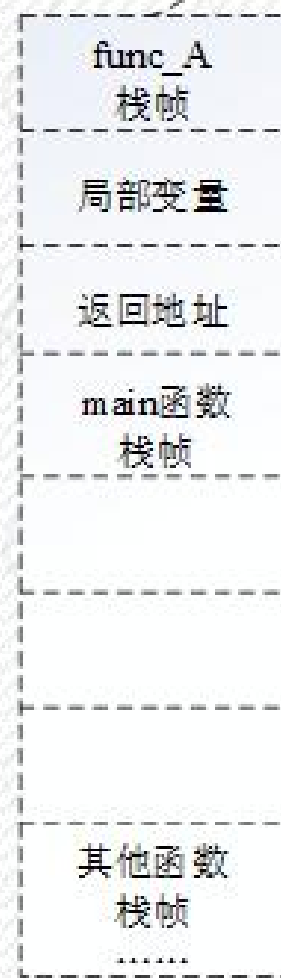 func_A
栈帧
局部变量
返回地址
main函数
栈帧
其他函数
栈帧
......